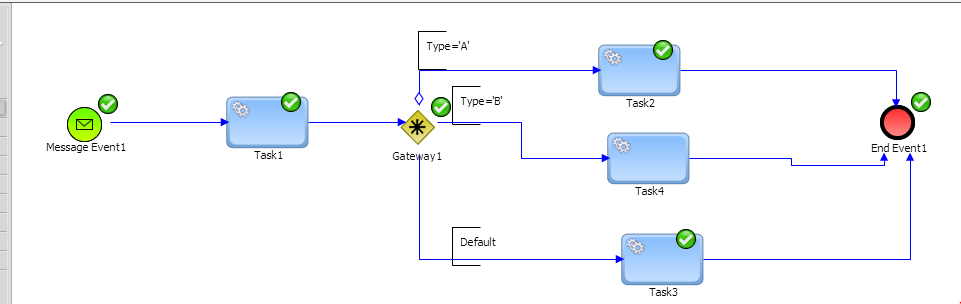 Type='A'
Task2
Type='B'
Message Event1
Task1
Gateway1
End Event1
Task4
Default
Task3